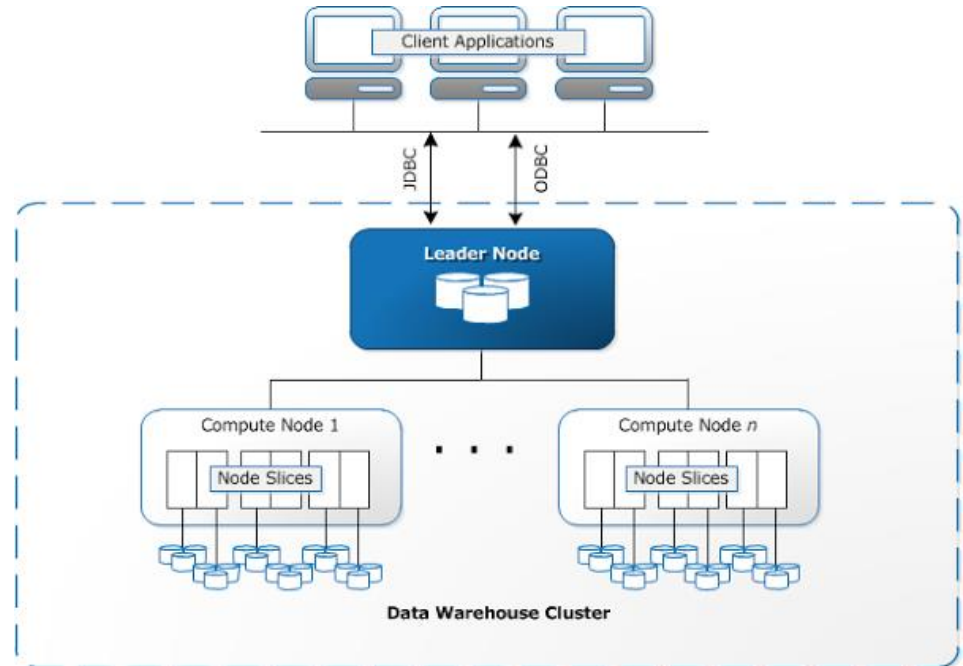 Client Applications
JDBC
ODBC
Leader Node
Compute Node 1
Compute Node n
. . .
Node Slices
Node Slices
Data Warehouse Cluster